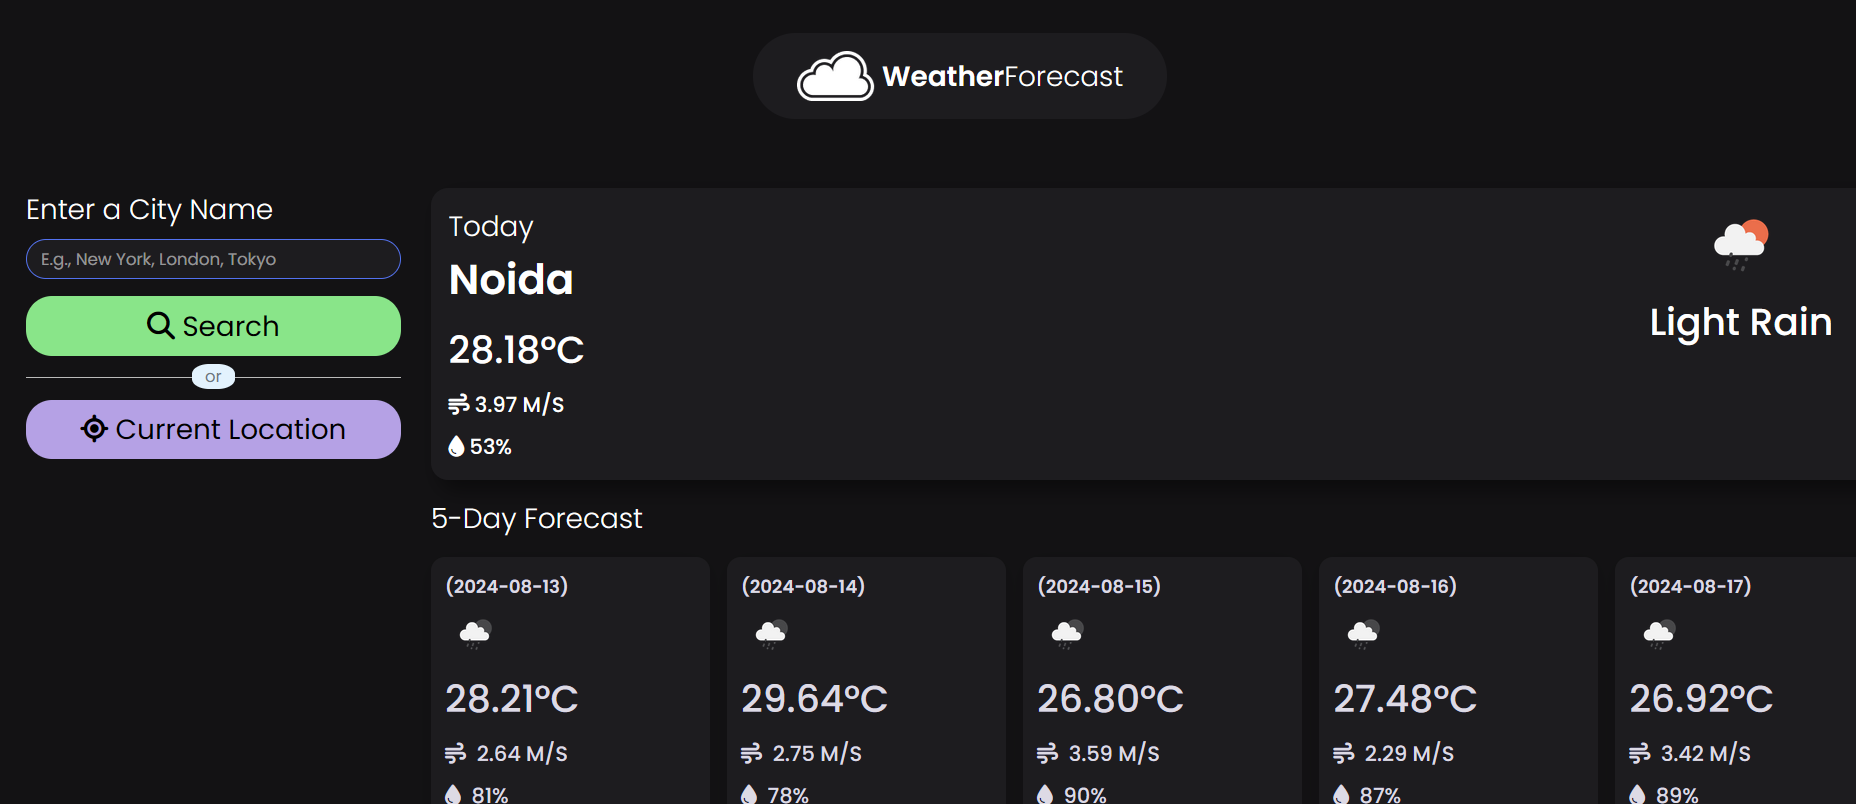 WeatherForecast
Enter a City Name
E.g., New York, London, Tokyo
Search
or
Current Location
Today
Noida
28.18°C
3.97 M/S
53%
Light Rain
5-Day Forecast
(2024-08-13)
28.21°C
2.64 M/S
81%
(2024-08-14)
29.64°C
2.75 M/S
78%
(2024-08-15)
26.80°C
3.59 M/S
90%
(2024-08-16)
27.48°C
2.29 M/S
87%
(2024-08-17)
26.92°C
3.42 M/S
89%